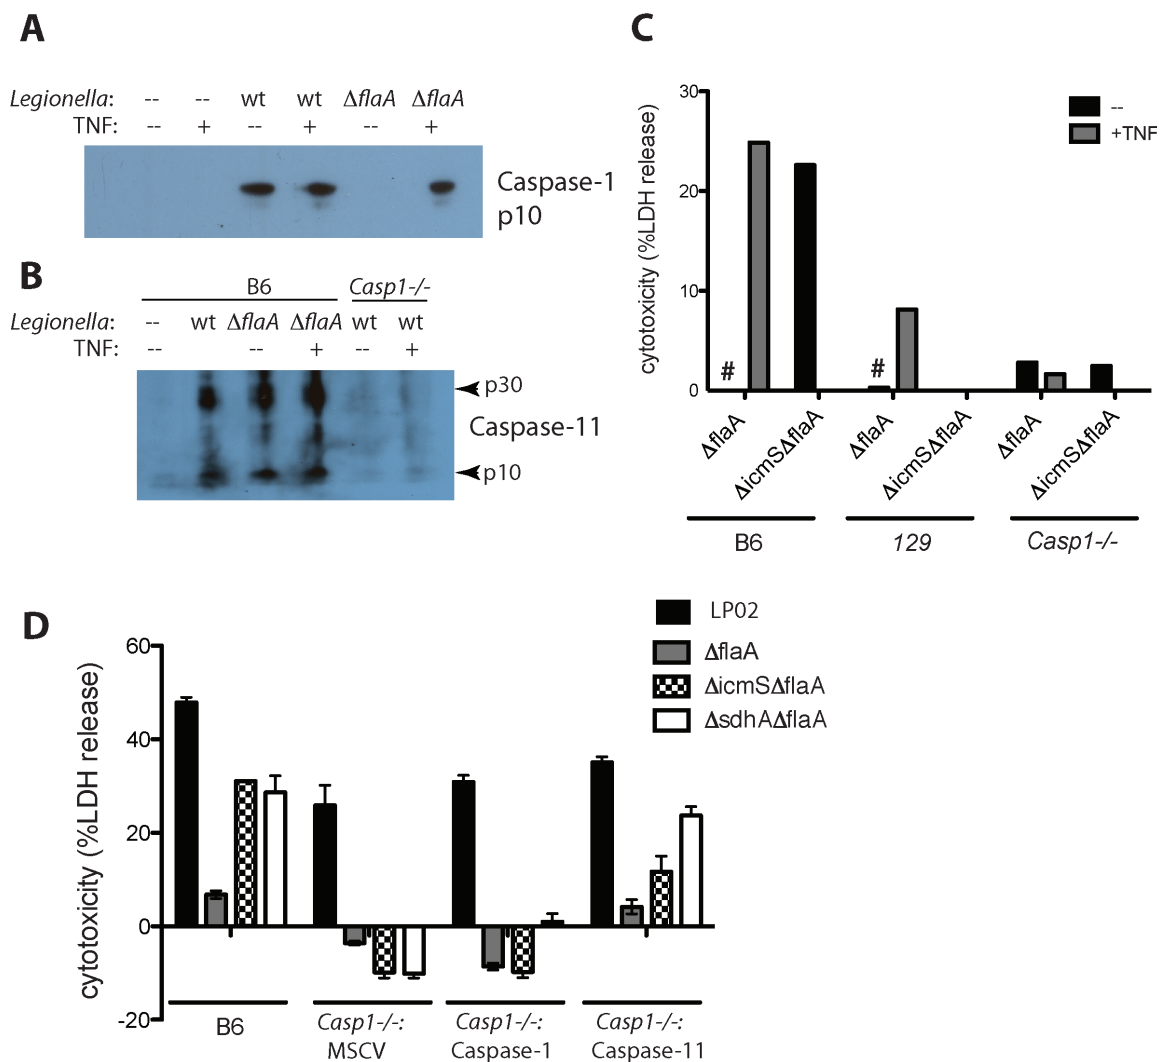 A
Legionella: -- -- wt wt ΔflaA ΔflaA
TNF: -- + -- + -- +
Caspase-1
p10
B
B6 Casp1-/-
Legionella: -- wt ΔflaA ΔflaA wt wt
TNF: -- -- + -- +
p30
Caspase-11
p10
C
--
+TNF
cytotoxicity (%LDH release)
30
20
10
0
# #
ΔflaA ΔicmSΔflaA ΔflaA ΔicmSΔflaA ΔflaA ΔicmSΔflaA
B6 129 Casp1-/-
D
LP02
ΔflaA
ΔicmSΔflaA
ΔsdhAΔflaA
cytotoxicity (%LDH release)
60
40
20
0
-20
B6 Casp1-/-: Casp1-/-: Casp1-/-:
MSCV Caspase-1 Caspase-11